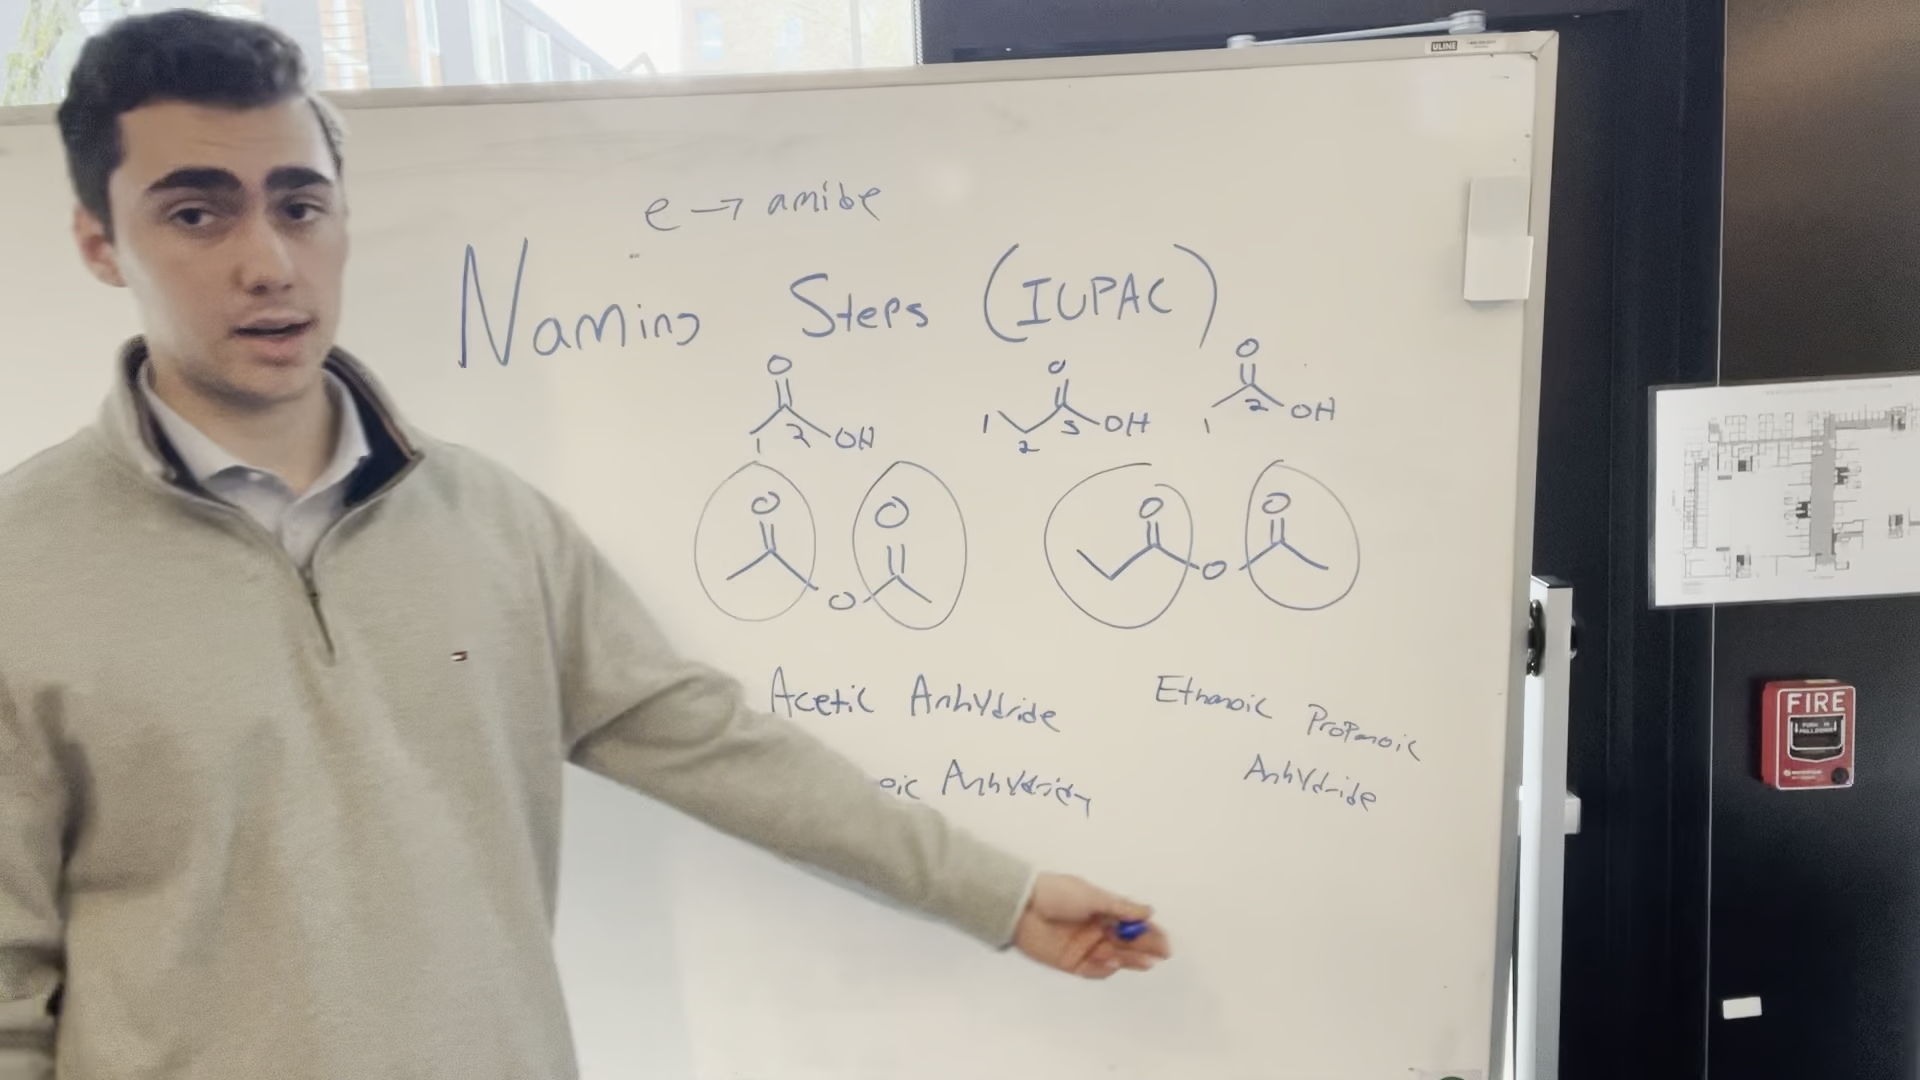 ULINE
e → amide
Naming Steps (IUPAC)
O O O
1 2 OH 1 2 3 OH 1 2 OH
O O O O
O O
Acetic Anhydride
Ethanoic Propanoic
Anhydride
oic Anhydride
FIRE